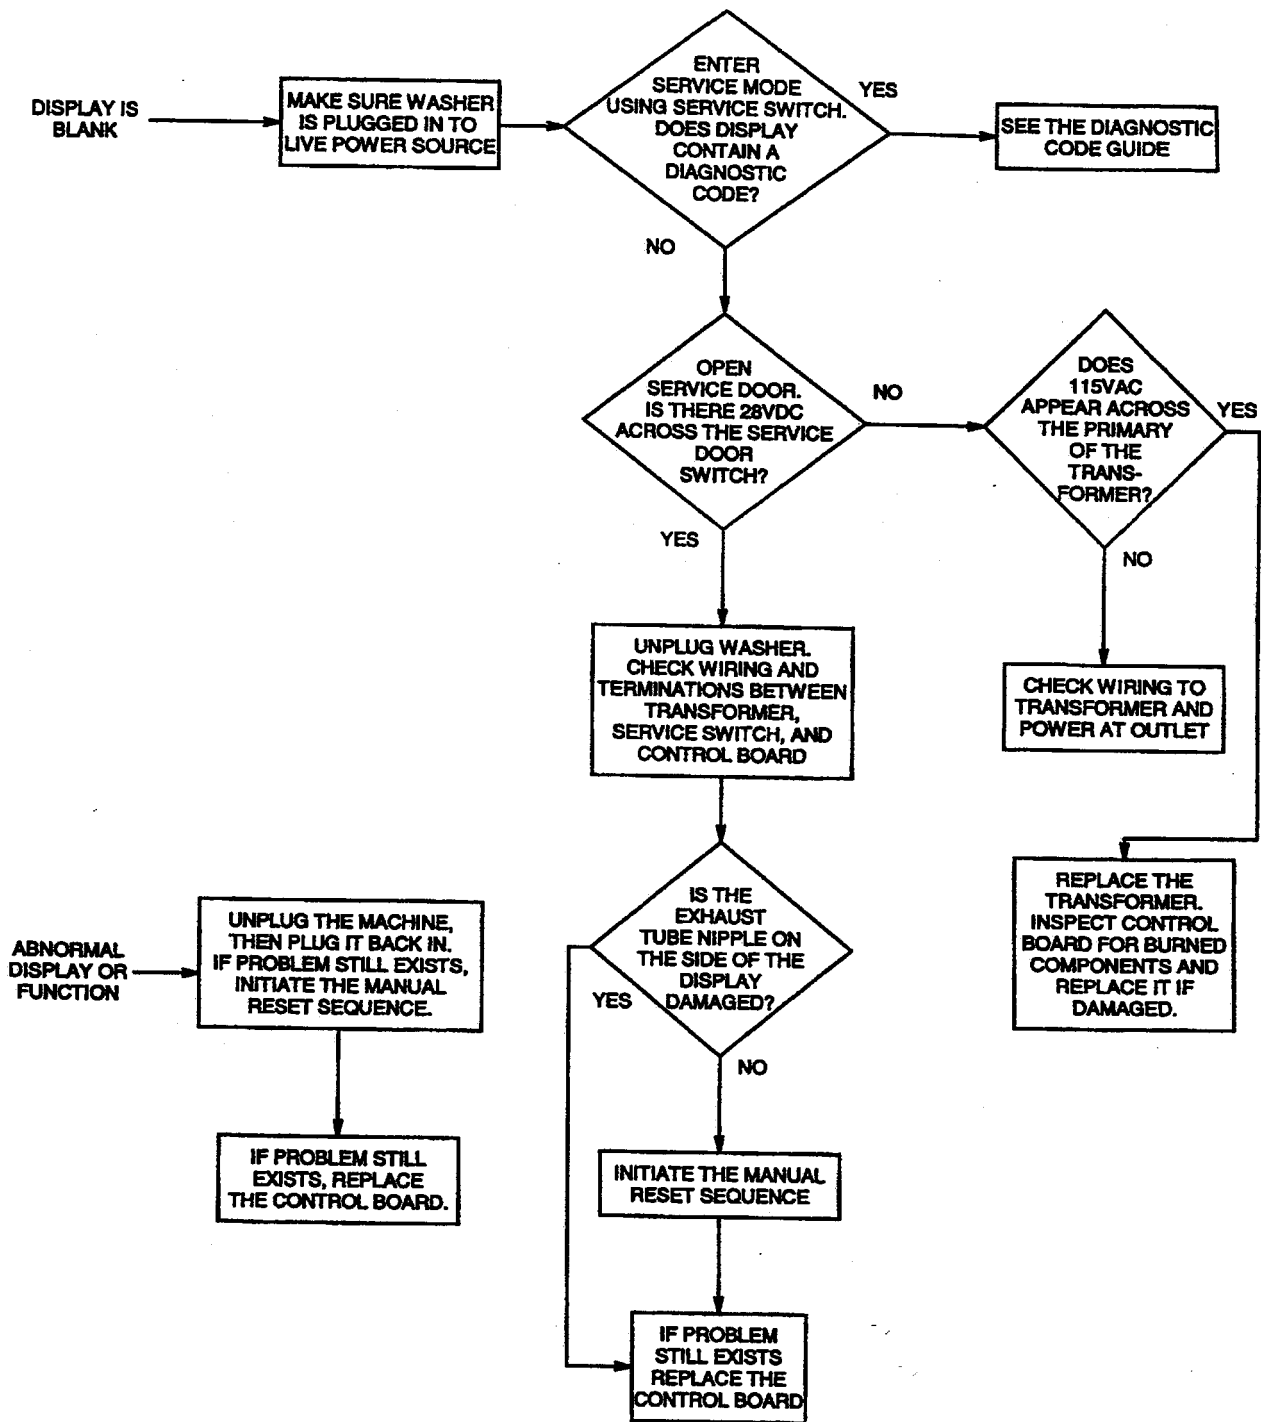 DISPLAY IS
BLANK
MAKE SURE WASHER
IS PLUGGED IN TO
LIVE POWER SOURCE
ENTER
SERVICE MODE
USING SERVICE SWITCH.
DOES DISPLAY
CONTAIN A
DIAGNOSTIC
CODE?
YES
SEE THE DIAGNOSTIC
CODE GUIDE
NO
OPEN
SERVICE DOOR.
IS THERE 28VDC
ACROSS THE SERVICE
DOOR
SWITCH?
NO
DOES
115VAC
APPEAR ACROSS
THE PRIMARY
OF THE
TRANS-
FORMER?
YES
YES
NO
UNPLUG WASHER.
CHECK WIRING AND
TERMINATIONS BETWEEN
TRANSFORMER,
SERVICE SWITCH, AND
CONTROL BOARD
CHECK WIRING TO
TRANSFORMER AND
POWER AT OUTLET
IS THE
EXHAUST
TUBE NIPPLE ON
THE SIDE OF THE
DISPLAY
DAMAGED?
YES
NO
REPLACE THE
TRANSFORMER.
INSPECT CONTROL
BOARD FOR BURNED
COMPONENTS AND
REPLACE IT IF
DAMAGED.
ABNORMAL
DISPLAY OR
FUNCTION
UNPLUG THE MACHINE,
THEN PLUG IT BACK IN.
IF PROBLEM STILL EXISTS,
INITIATE THE MANUAL
RESET SEQUENCE.
IF PROBLEM STILL
EXISTS, REPLACE
THE CONTROL BOARD.
INITIATE THE MANUAL
RESET SEQUENCE
IF PROBLEM
STILL EXISTS
REPLACE THE
CONTROL BOARD